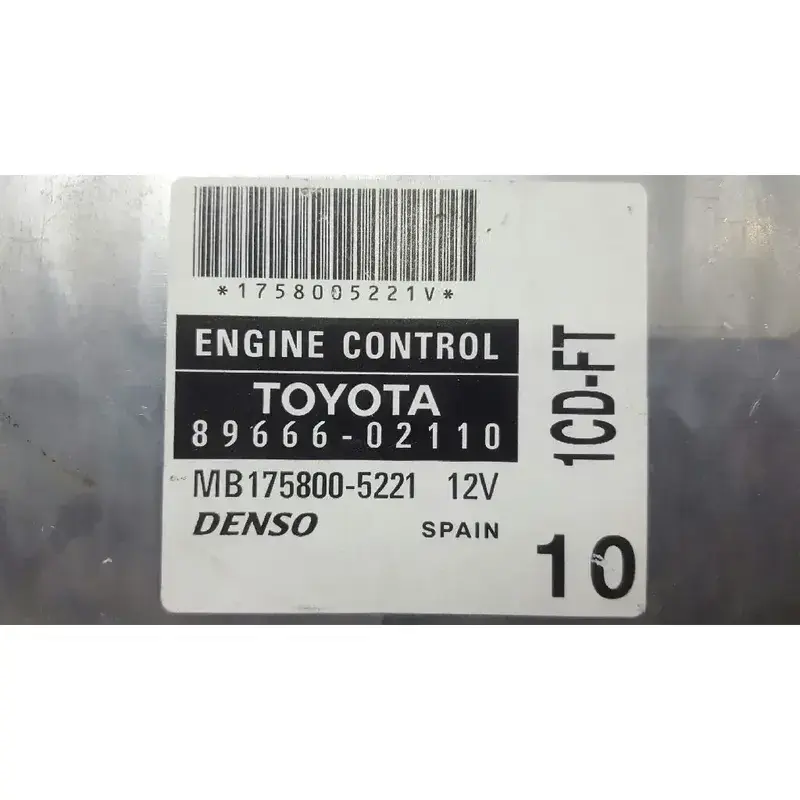 *1758005221V*
ENGINE CONTROL
TOYOTA
89666-02110
MB175800-5221 12V
DENSO SPAIN
1CD-FT
10